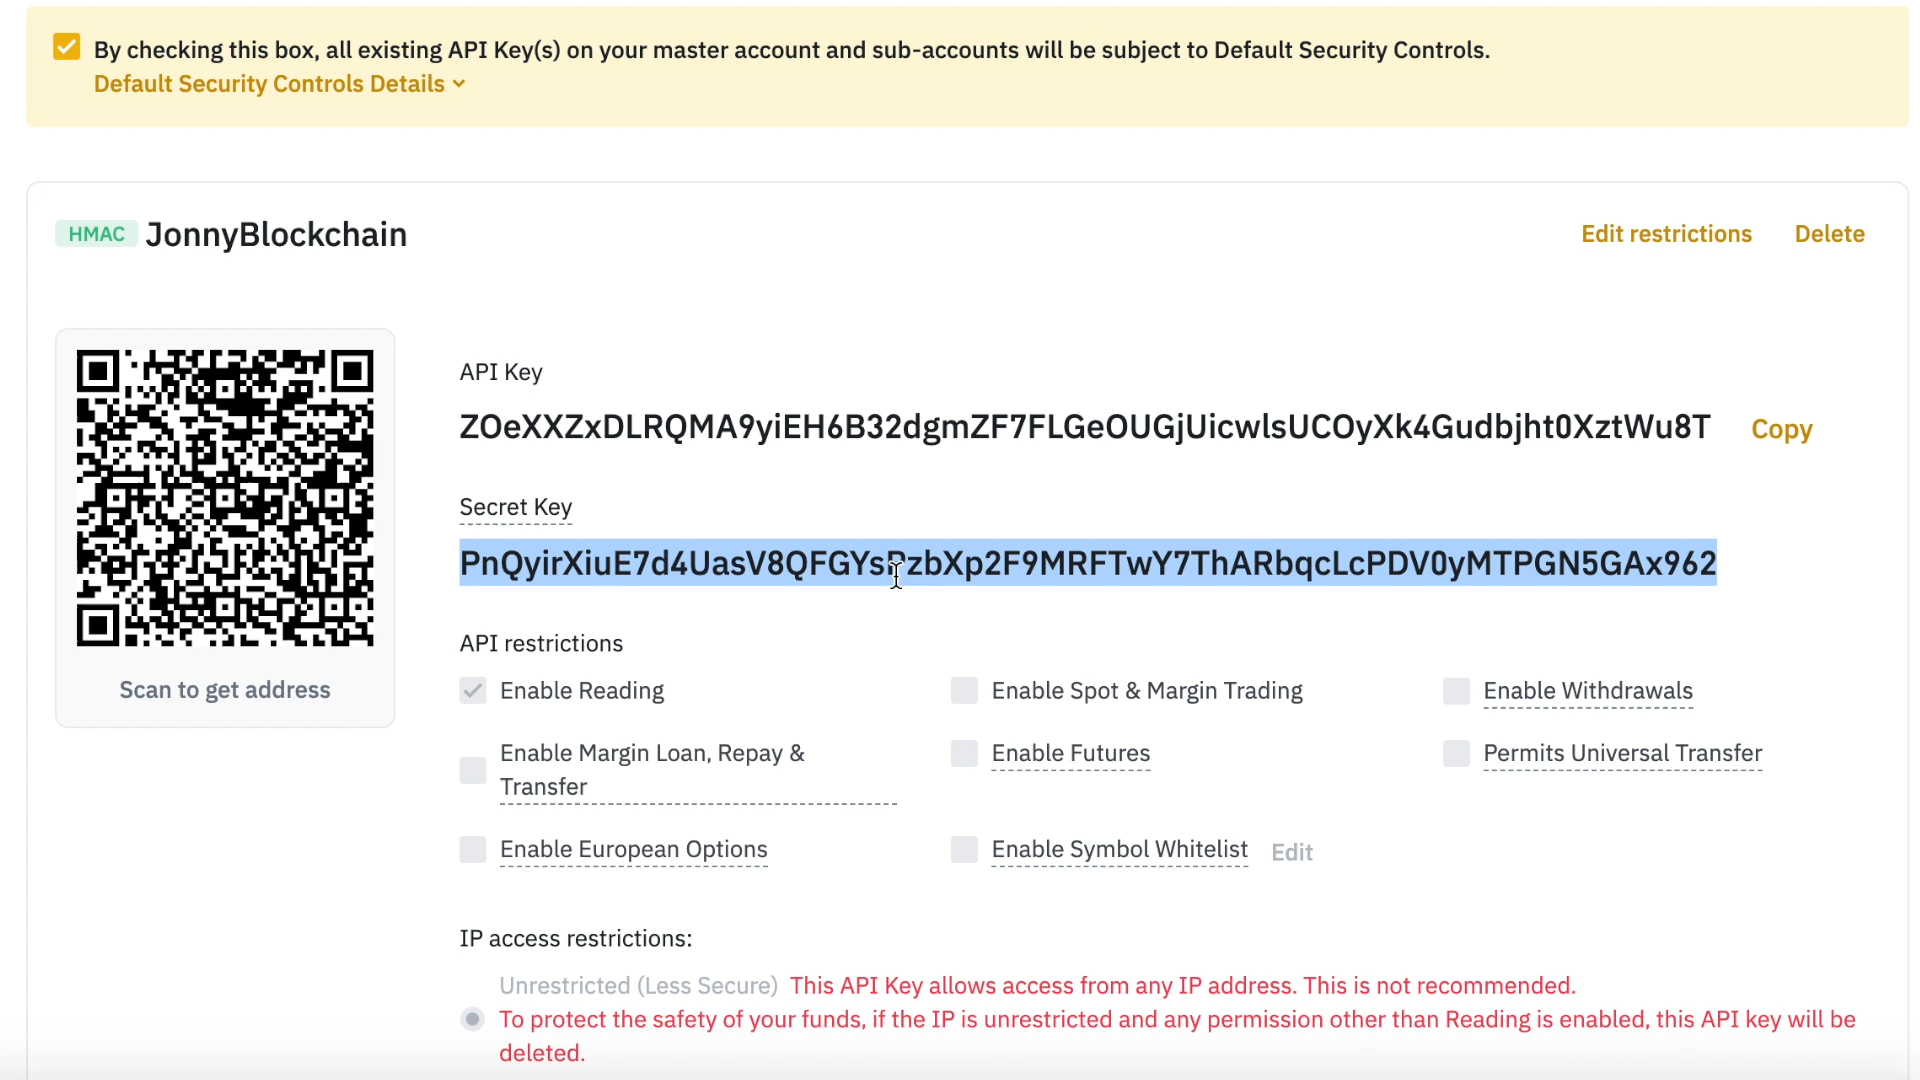 By checking this box, all existing API Key(s) on your master account and sub-accounts will be subject to Default Security Controls.
Default Security Controls Details
HMAC JonnyBlockchain
Edit restrictions Delete
API Key
ZOeXXZxDLRQMA9yiEH6B32dgmZF7FLGeOUGjUicwlsUCOyXk4Gudbjht0XztWu8T Copy
Secret Key
Scan to get address
API restrictions
Enable Reading Enable Spot & Margin Trading Enable Withdrawals
Enable Margin Loan, Repay &
Transfer
Enable Futures Permits Universal Transfer
Enable European Options Enable Symbol Whitelist Edit
IP access restrictions:
Unrestricted (Less Secure) This API Key allows access from any IP address. This is not recommended.
To protect the safety of your funds, if the IP is unrestricted and any permission other than Reading is enabled, this API key will be
deleted.